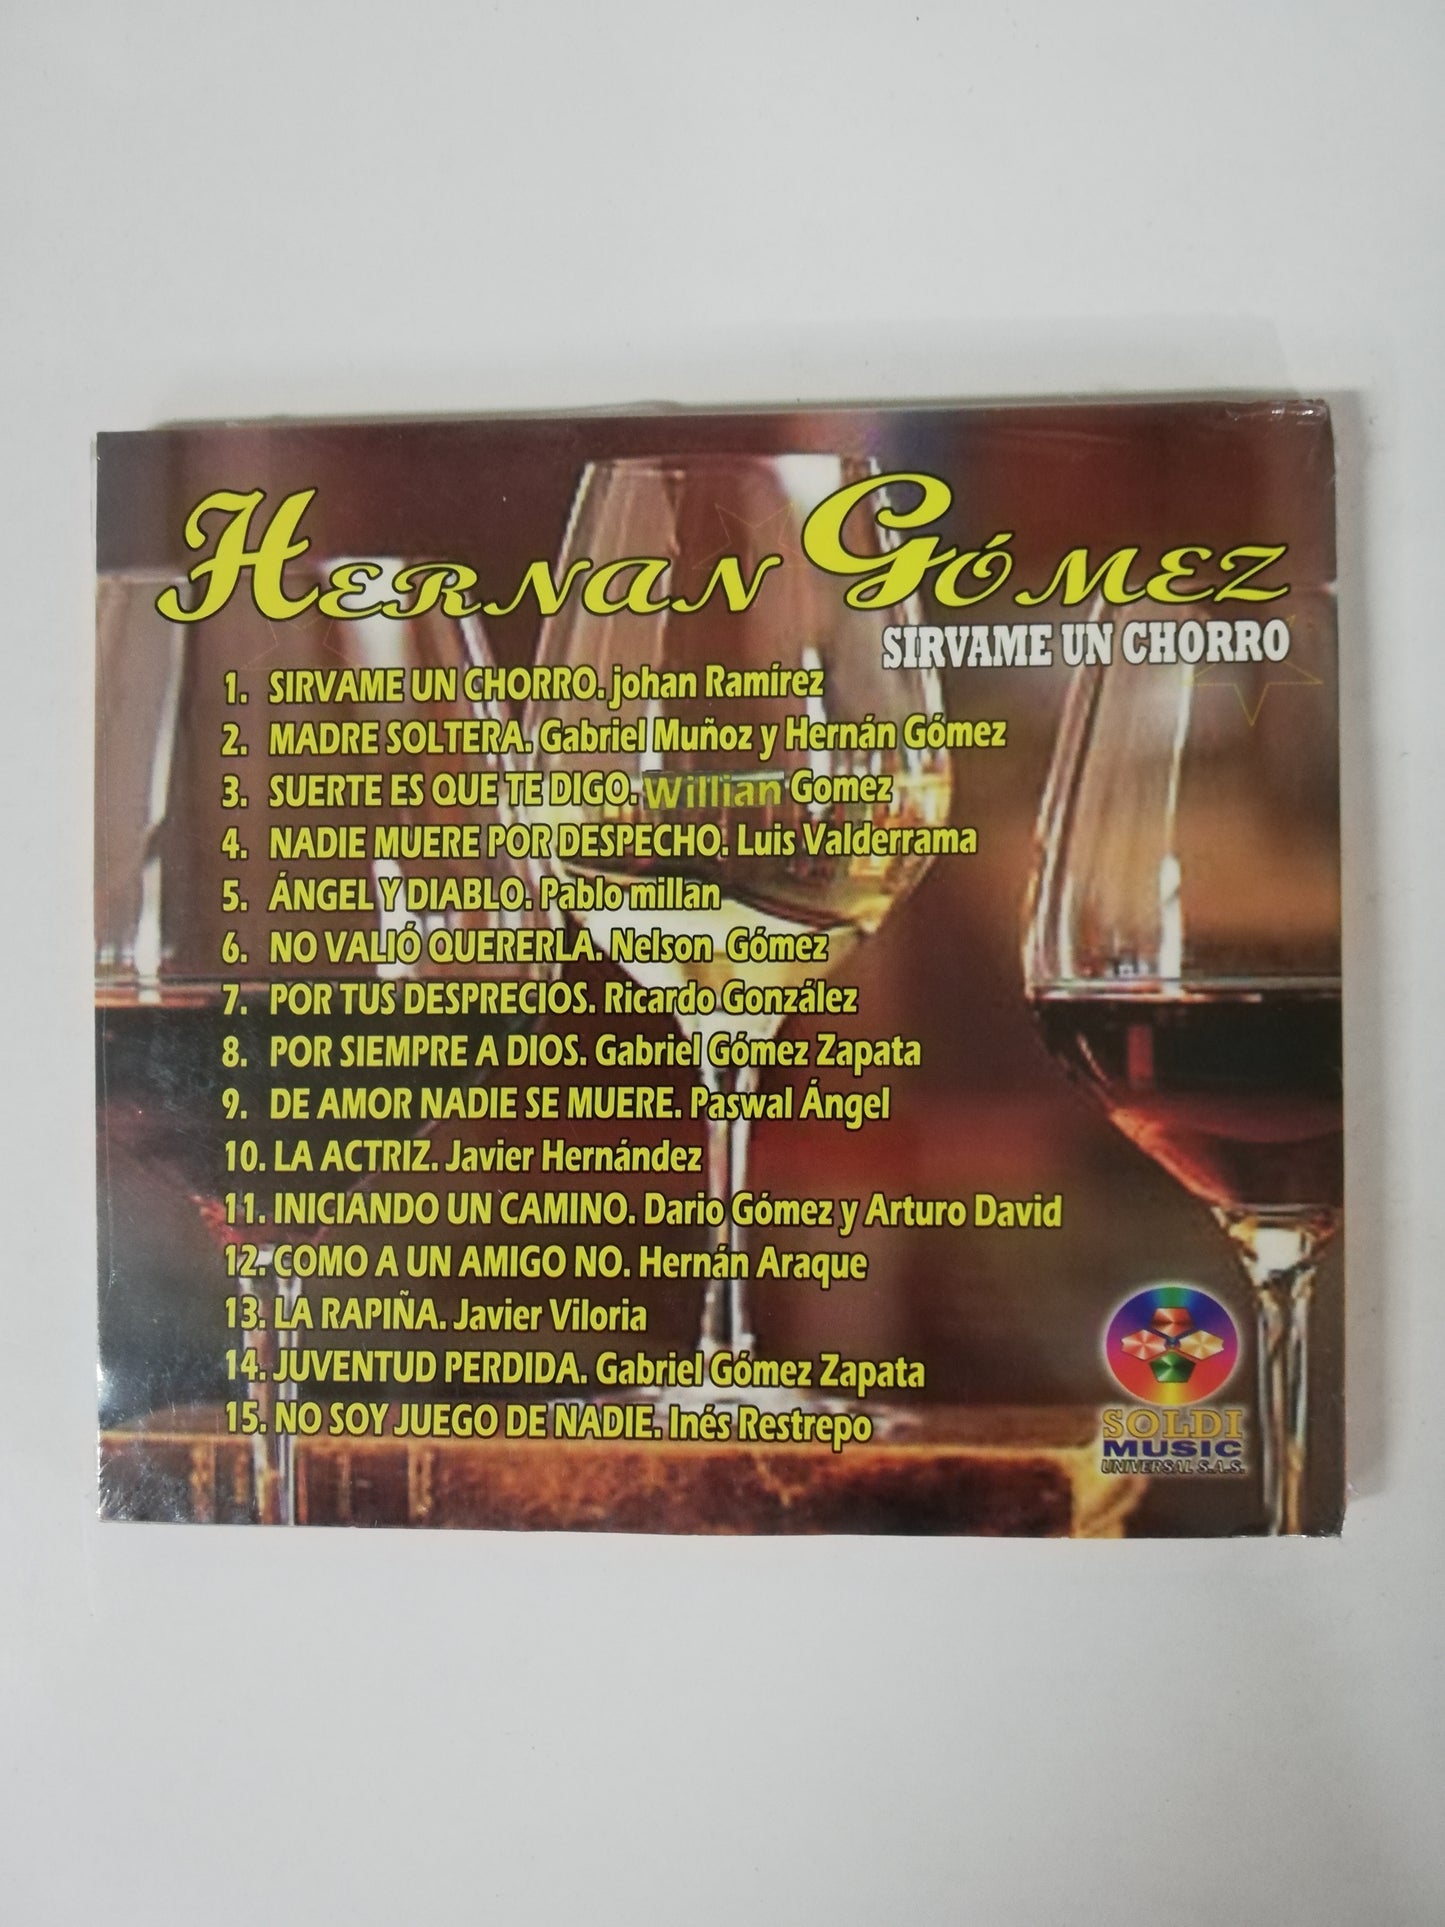 HERNAN GÓMEZ
SIRVAME UN CHORRO
1. SIRVAME UN CHORRO. johan Ramírez
2. MADRE SOLTERA. Gabriel Muñoz y Hernán Gómez
3. SUERTE ES QUE TE DIGO. Willian Gomez
4. NADIE MUERE POR DESPECHO. Luis Valderrama
5. ÁNGEL Y DIABLO. Pablo millan
6. NO VALIÓ QUERERLA. Nelson Gómez
7. POR TUS DESPRECIOS. Ricardo González
8. POR SIEMPRE A DIOS. Gabriel Gómez Zapata
9. DE AMOR NADIE SE MUERE. Paswal Ángel
10. LA ACTRIZ. Javier Hernández
11. INICIANDO UN CAMINO. Dario Gómez y Arturo David
12. COMO A UN AMIGO NO. Hernán Araque
13. LA RAPIÑA. Javier Viloria
14. JUVENTUD PERDIDA. Gabriel Gómez Zapata
15. NO SOY JUEGO DE NADIE. Inés Restrepo
SOLDI
MUSIC
UNIVERSAL S.A.S.